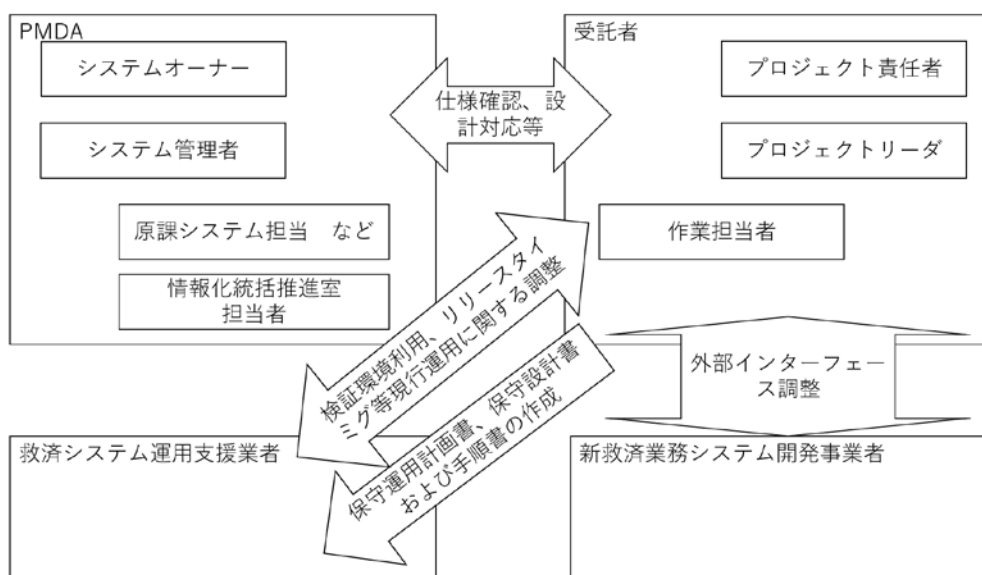 PMDA
システムオーナー
システム管理者
原課システム担当　など
情報化統括推進室
担当者
仕様確認、設
計対応等
受託者
プロジェクト責任者
プロジェクトリーダ
作業担当者
検証環境利用、リリースタイ
ミグ等現行運用に関する調整
保守運用計画書、保守設計書
および手順書の作成
外部インターフェー
ス調整
救済システム運用支援業者
新救済業務システム開発事業者